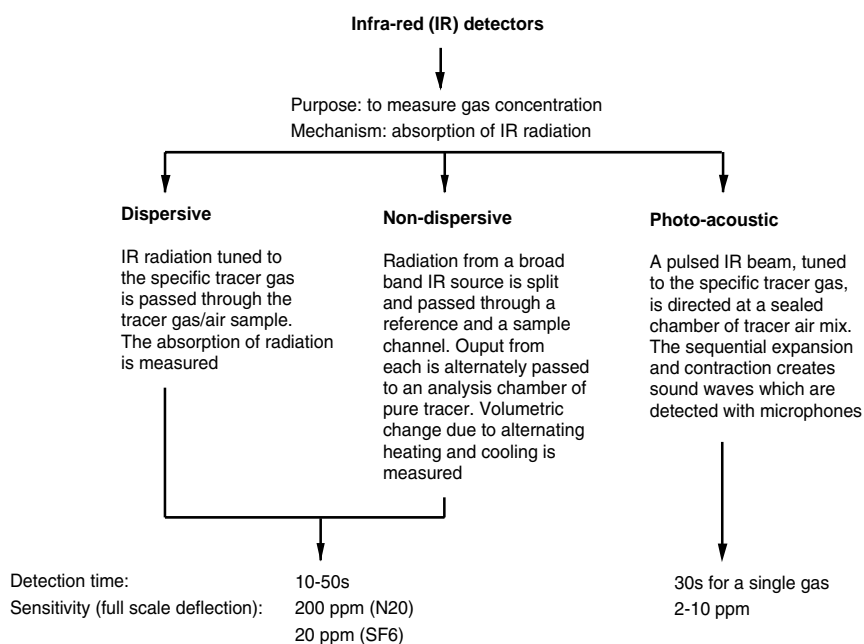 Infra-red (IR) detectors
Purpose: to measure gas concentration
Mechanism: absorption of IR radiation
Dispersive
IR radiation tuned to
the specific tracer gas
is passed through the
tracer gas/air sample.
The absorption of radiation
is measured
Non-dispersive
Radiation from a broad
band IR source is split
and passed through a
reference and a sample
channel. Ouput from
each is alternately passed
to an analysis chamber of
pure tracer. Volumetric
change due to alternating
heating and cooling is
measured
Photo-acoustic
A pulsed IR beam, tuned
to the specific tracer gas,
is directed at a sealed
chamber of tracer air mix.
The sequential expansion
and contraction creates
sound waves which are
detected with microphones
Detection time: 10-50s 30s for a single gas
Sensitivity (full scale deflection): 200 ppm (N20) 2-10 ppm
20 ppm (SF6)